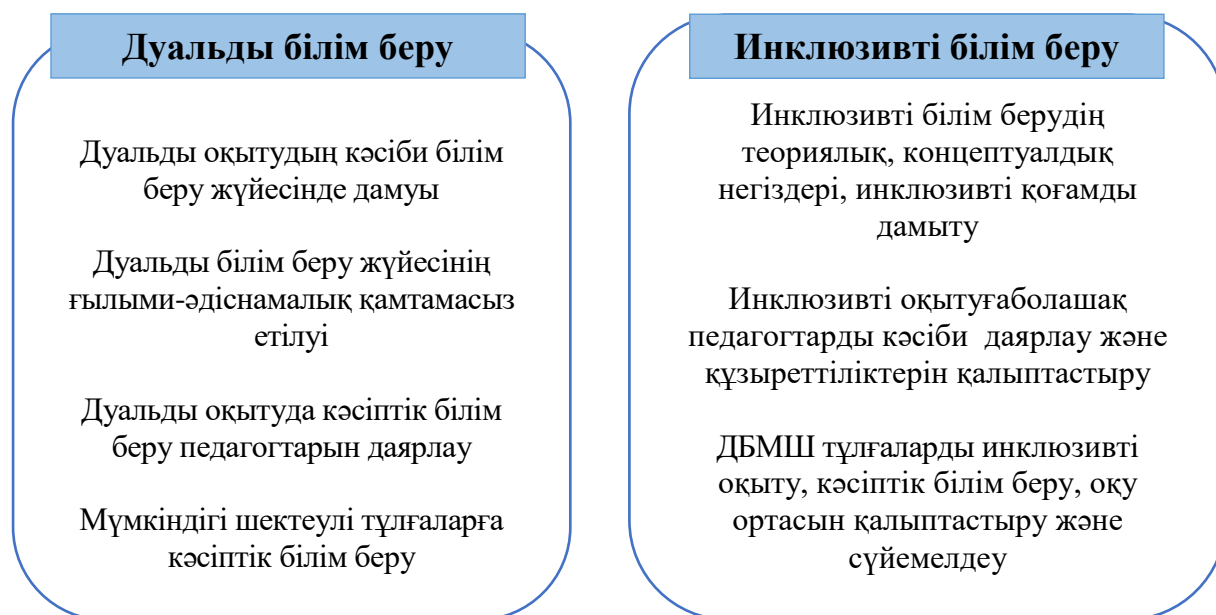 Дуальды білім беру
Дуальды оқытудың кәсіби білім
беру жүйесінде дамуы
Дуальды білім беру жүйесінің
ғылыми-әдіснамалық қамтамасыз
етілуі
Дуальды оқытуда кәсіптік білім
беру педагогтарын даярлау
Мүмкіндігі шектеулі тұлғаларға
кәсіптік білім беру
Инклюзивті білім беру
Инклюзивті білім берудің
теориялық, концептуалдық
негіздері, инклюзивті қоғамды
дамыту
Инклюзивті оқытуғаболашақ
педагогтарды кәсіби даярлау және
құзыреттіліктерін қалыптастыру
ДБМШ тұлғаларды инклюзивті
оқыту, кәсіптік білім беру, оқу
ортасын қалыптастыру және
сүйемелдеу